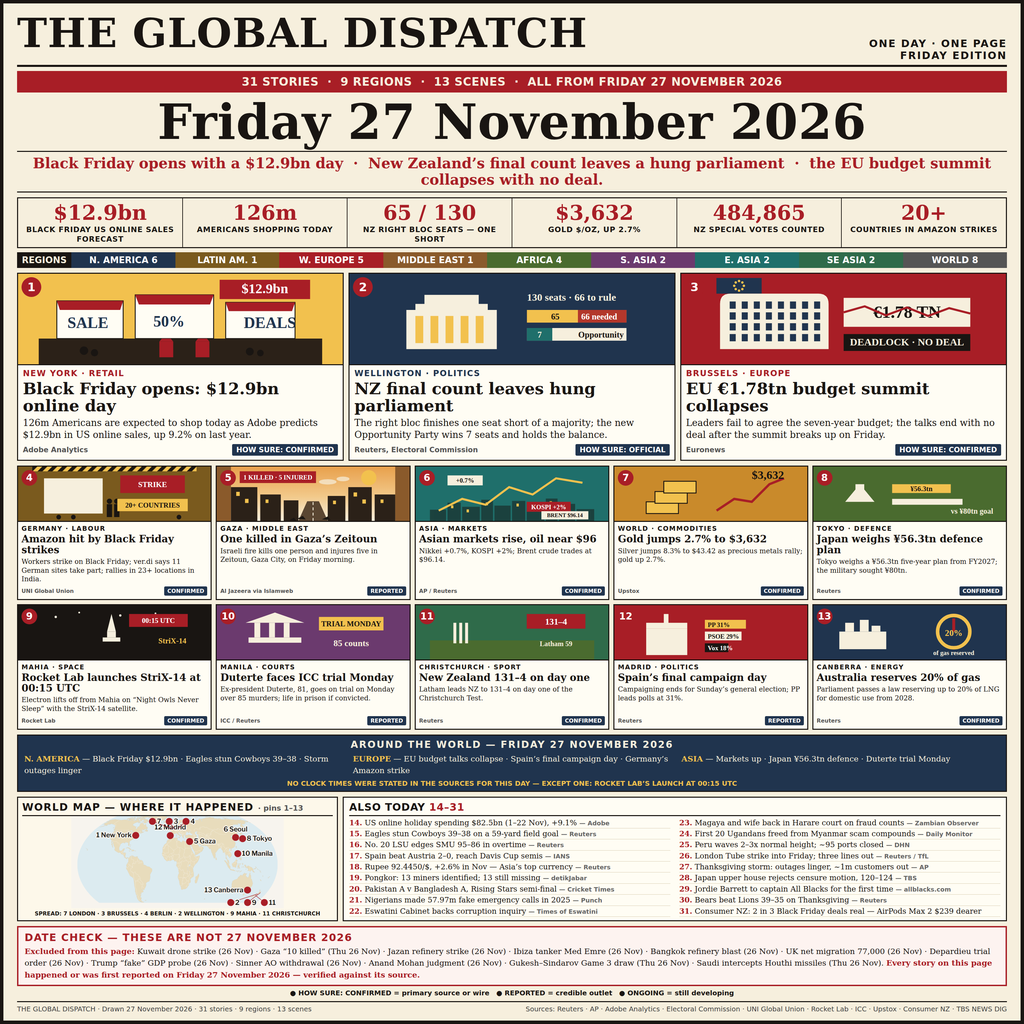 THE GLOBAL DISPATCH
ONE DAY · ONE PAGE
FRIDAY EDITION
31 STORIES · 9 REGIONS · 13 SCENES · ALL FROM FRIDAY 27 NOVEMBER 2026
Friday 27 November 2026
Black Friday opens with a $12.9bn day · New Zealand's final count leaves a hung parliament · the EU budget summit
collapses with no deal.
$12.9bn
BLACK FRIDAY US ONLINE SALES
FORECAST
126m
AMERICANS SHOPPING TODAY
65 / 130
NZ RIGHT BLOC SEATS — ONE
SHORT
$3,632
GOLD $/OZ, UP 2.7%
484,865
NZ SPECIAL VOTES COUNTED
20+
COUNTRIES IN AMAZON STRIKES
REGIONS
N. AMERICA 6
LATIN AM. 1
W. EUROPE 5
MIDDLE EAST 1
AFRICA 4
S. ASIA 2
E. ASIA 2
SE ASIA 2
WORLD 8
1
$12.9bn
SALE
50%
DEALS
NEW YORK · RETAIL
Black Friday opens: $12.9bn
online day
126m Americans are expected to shop today as Adobe predicts
$12.9bn in US online sales, up 9.2% on last year.
Adobe Analytics
HOW SURE: CONFIRMED
2
130 seats · 66 to rule
65
66 needed
7
Opportunity
WELLINGTON · POLITICS
NZ final count leaves hung
parliament
The right bloc finishes one seat short of a majority; the new
Opportunity Party wins 7 seats and holds the balance.
Reuters, Electoral Commission
HOW SURE: OFFICIAL
3
€1.78 TN
DEADLOCK · NO DEAL
BRUSSELS · EUROPE
EU €1.78tn budget summit
collapses
Leaders fail to agree the seven-year budget; the talks end with no
deal after the summit breaks up on Friday.
Euronews
HOW SURE: CONFIRMED
4
STRIKE
20+ COUNTRIES
GERMANY · LABOUR
Amazon hit by Black Friday
strikes
Workers strike on Black Friday; ver.di says 11
German sites take part; rallies in 23+ locations in
India.
UNI Global Union
CONFIRMED
5
1 KILLED · 5 INJURED
GAZA · MIDDLE EAST
One killed in Gaza's Zeitoun
Israeli fire kills one person and injures five in
Zeitoun, Gaza City, on Friday morning.
Al Jazeera via Islamweb
REPORTED
6
+0.7%
KOSPI +2%
BRENT $96.14
ASIA · MARKETS
Asian markets rise, oil near $96
Nikkei +0.7%, KOSPI +2%; Brent crude trades at
$96.14.
AP / Reuters
CONFIRMED
7
$3,632
WORLD · COMMODITIES
Gold jumps 2.7% to $3,632
Silver jumps 8.3% to $43.42 as precious metals rally;
gold up 2.7%.
Upstox
CONFIRMED
8
¥56.3tn
vs ¥80tn goal
TOKYO · DEFENCE
Japan weighs ¥56.3tn defence
plan
Tokyo weighs a ¥56.3tn five-year plan from FY2027;
the military sought ¥80tn.
Reuters
CONFIRMED
9
00:15 UTC
StriX-14
MAHIA · SPACE
Rocket Lab launches StriX-14 at
00:15 UTC
Electron lifts off from Mahia on "Night Owls Never
Sleep" with the StriX-14 satellite.
Rocket Lab
CONFIRMED
10
TRIAL MONDAY
85 counts
MANILA · COURTS
Duterte faces ICC trial Monday
Ex-president Duterte, 81, goes on trial on Monday
over 85 murders; life in prison if convicted.
ICC / Reuters
REPORTED
11
131–4
Latham 59
CHRISTCHURCH · SPORT
New Zealand 131–4 on day one
Latham leads NZ to 131–4 on day one of the
Christchurch Test.
Reuters
CONFIRMED
12
PP 31%
PSOE 29%
Vox 18%
MADRID · POLITICS
Spain's final campaign day
Campaigning ends for Sunday's general election; PP
leads polls at 31%.
Reuters
REPORTED
13
20%
of gas reserved
CANBERRA · ENERGY
Australia reserves 20% of gas
Parliament passes a law reserving up to 20% of LNG
for domestic use from 2028.
Reuters
CONFIRMED
AROUND THE WORLD — FRIDAY 27 NOVEMBER 2026
N. AMERICA — Black Friday $12.9bn · Eagles stun Cowboys 39–38 · Storm
outages linger
EUROPE — EU budget talks collapse · Spain's final campaign day · Germany's
Amazon strike
ASIA — Markets up · Japan ¥56.3tn defence · Duterte trial Monday
NO CLOCK TIMES WERE STATED IN THE SOURCES FOR THIS DAY — EXCEPT ONE: ROCKET LAB'S LAUNCH AT 00:15 UTC
WORLD MAP — WHERE IT HAPPENED · pins 1–13
7
3
4
12 Madrid
1 New York
5 Gaza
6 Seoul
8 Tokyo
10 Manila
13 Canberra
2
9
11
SPREAD: 7 LONDON · 3 BRUSSELS · 4 BERLIN · 2 WELLINGTON · 9 MAHIA · 11 CHRISTCHURCH
ALSO TODAY 14–31
14. US online holiday spending $82.5bn (1–22 Nov), +9.1% — Adobe
15. Eagles stun Cowboys 39–38 on a 59-yard field goal — Reuters
16. No. 20 LSU edges SMU 95–86 in overtime — Reuters
17. Spain beat Austria 2–0, reach Davis Cup semis — IANS
18. Rupee 92.4450/$, +2.6% in Nov — Asia's top currency — Reuters
19. Pongkor: 13 miners identified; 13 still missing — detikjabar
20. Pakistan A v Bangladesh A, Rising Stars semi-final — Cricket Times
21. Nigerians made 57.97m fake emergency calls in 2025 — Punch
22. Eswatini Cabinet backs corruption inquiry — Times of Eswatini
23. Magaya and wife back in Harare court on fraud counts — Zambian Observer
24. First 20 Ugandans freed from Myanmar scam compounds — Daily Monitor
25. Peru waves 2–3x normal height; ~95 ports closed — DHN
26. London Tube strike into Friday; three lines out — Reuters / TfL
27. Thanksgiving storm: outages linger, ~1m customers out — AP
28. Japan upper house rejects censure motion, 120–124 — TBS
29. Jordie Barrett to captain All Blacks for the first time — allblacks.com
30. Bears beat Lions 39–35 on Thanksgiving — Reuters
31. Consumer NZ: 2 in 3 Black Friday deals real — AirPods Max 2 $239 dearer
DATE CHECK — THESE ARE NOT 27 NOVEMBER 2026
Excluded from this page: Kuwait drone strike (26 Nov) · Gaza "10 killed" (Thu 26 Nov) · Jazan refinery strike (26 Nov) · Ibiza tanker Med Emre (26 Nov) · Bangkok refinery blast (26 Nov) · UK net migration 77,000 (26 Nov) · Depardieu trial
order (26 Nov) · Trump "fake" GDP probe (26 Nov) · Sinner AO withdrawal (26 Nov) · Anand Mohan judgment (26 Nov) · Gukesh–Sindarov Game 3 draw (Thu 26 Nov) · Saudi intercepts Houthi missiles (Thu 26 Nov). Every story on this page
happened or was first reported on Friday 27 November 2026 — verified against its source.
● HOW SURE: CONFIRMED = primary source or wire ● REPORTED = credible outlet ● ONGOING = still developing
THE GLOBAL DISPATCH · Drawn 27 November 2026 · 31 stories · 9 regions · 13 scenes
Sources: Reuters · AP · Adobe Analytics · Electoral Commission · UNI Global Union · Rocket Lab · ICC · Upstox · Consumer NZ · TBS NEWS DIG